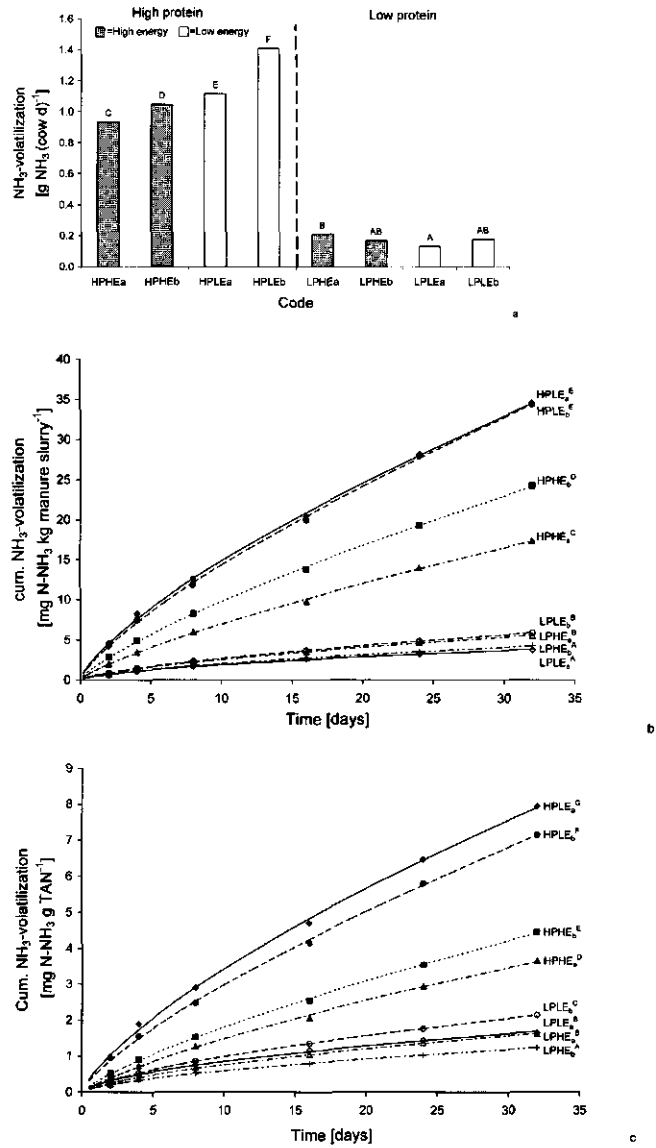 High protein
Low protein
=High energy =Low energy
NH3-volatilization
[g NH3 (cow d)-1]
1.6
1.4
1.2
1.0
0.8
0.6
0.4
0.2
0.0
C D E F B AB A AB
HPHEa HPHEb HPLEa HPLEb LPHEa LPHEb LPLEa LPLEb
Code
a
cum. NH3-volatilization
[mg N-NH3 kg manure slurry-1]
40
35
30
25
20
15
10
5
0
HPLEaE
HPLEbE
HPHEbD
HPHEaC
LPLEbB
LPHEaB
LPHEbA
LPLEaA
0 5 10 15 20 25 30 35
Time [days]
b
Cum. NH3-volatilization
[mg N-NH3 g TAN-1]
9
8
7
6
5
4
3
2
1
0
HPLEaG
HPLEbF
HPHEbE
HPHEaD
LPLEbC
LPLEaB
LPHEaB
LPHEbA
0 5 10 15 20 25 30 35
Time [days]
c